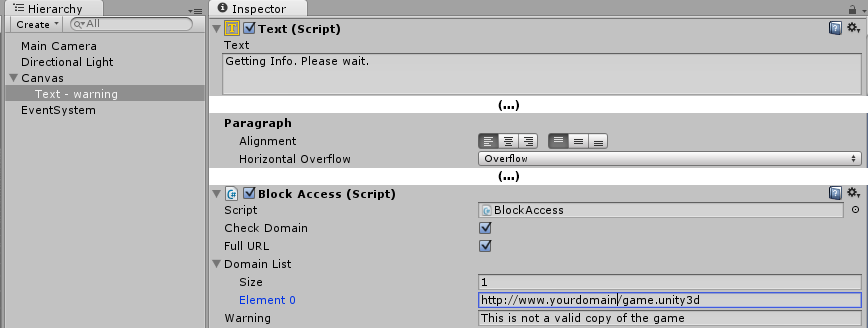 Hierarchy
Create
All
Main Camera
Directional Light
Canvas
Text - warning
EventSystem
Inspector
Text (Script)
Text
Getting Info. Please wait.
(...)
Paragraph
Alignment
Horizontal Overflow
Overflow
(...)
Block Access (Script)
Script
BlockAccess
Check Domain
Full URL
Domain List
Size
1
Element 0
http://www.yourdomain/game.unity3d
Warning
This is not a valid copy of the game